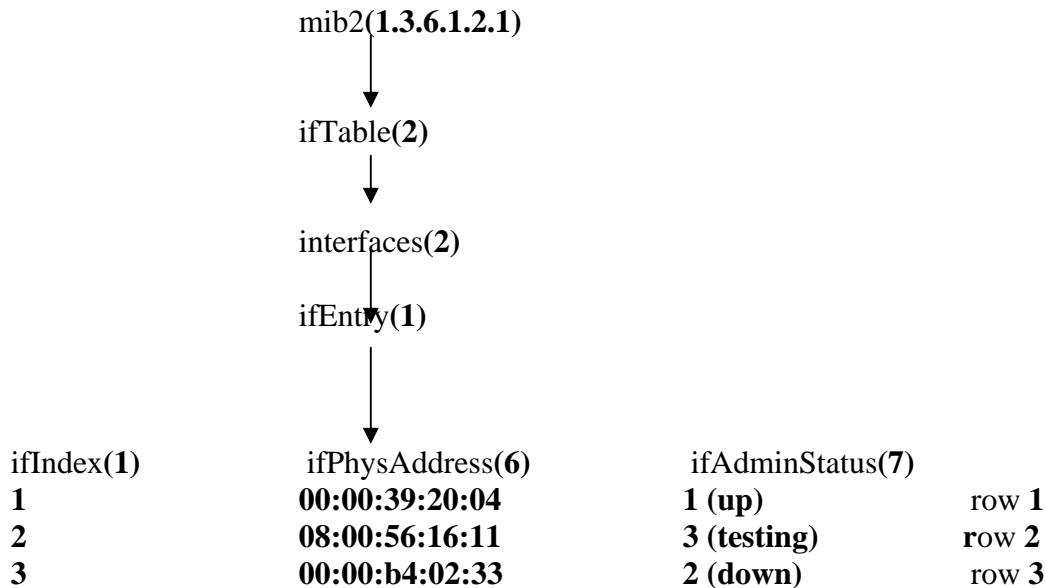 mib2(1.3.6.1.2.1)
ifTable(2)
interfaces(2)
ifEntry(1)
ifIndex(1) ifPhysAddress(6) ifAdminStatus(7)
1 00:00:39:20:04 1 (up) row 1
2 08:00:56:16:11 3 (testing) row 2
3 00:00:b4:02:33 2 (down) row 3